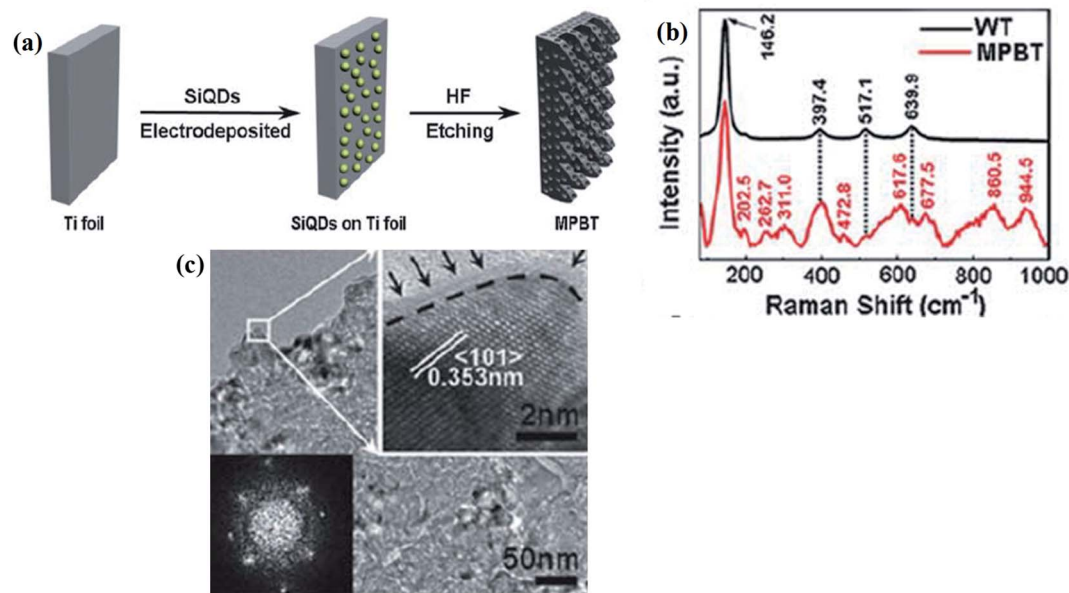 (a)
SiQDs
Electrodeposited
HF
Etching
Ti foil
SiQDs on Ti foil
MPBT
(b)
WT
MPBT
Intensity (a.u.)
146.2
397.4
517.1
639.9
202.5
262.7
311.0
472.8
617.6
677.5
860.5
944.5
200 400 600 800 1000
Raman Shift (cm⁻¹)
(c)
<101>
0.353nm
2nm
50nm